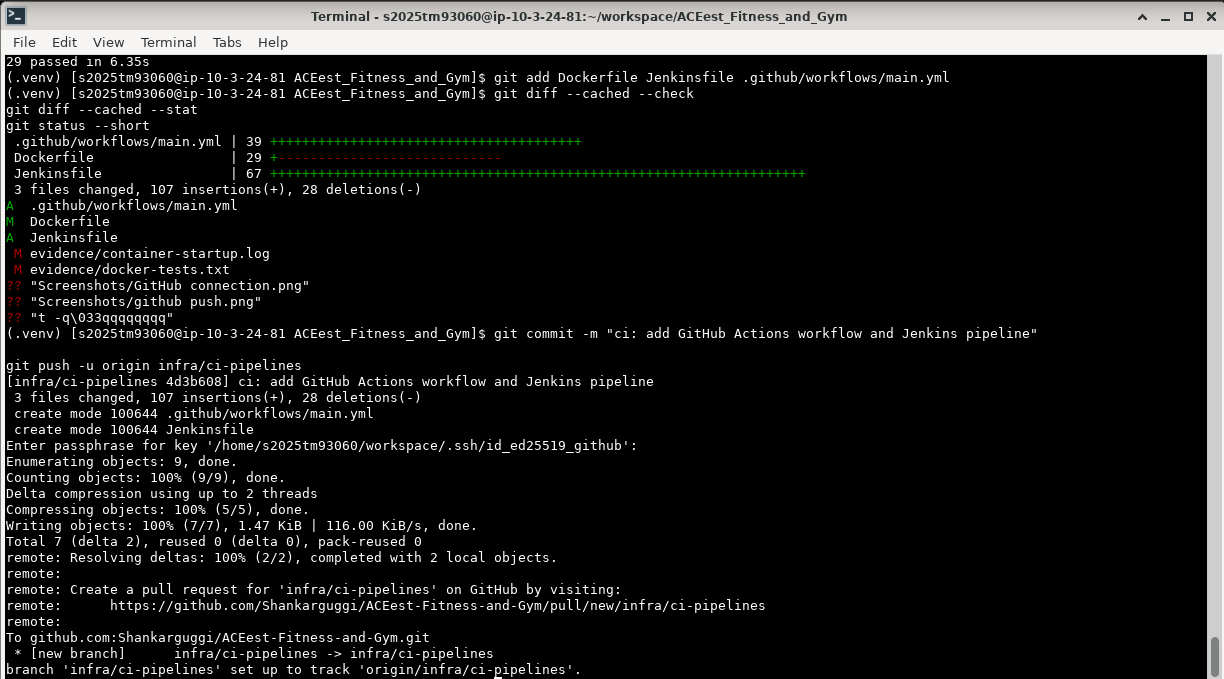 Terminal - s2025tm93060@ip-10-3-24-81:~/workspace/ACEest_Fitness_and_Gym
File Edit View Terminal Tabs Help
29 passed in 6.35s
(.venv) [s2025tm93060@ip-10-3-24-81 ACEest_Fitness_and_Gym]$ git add Dockerfile Jenkinsfile .github/workflows/main.yml
(.venv) [s2025tm93060@ip-10-3-24-81 ACEest_Fitness_and_Gym]$ git diff --cached --check
git diff --cached --stat
git status --short
 .github/workflows/main.yml | 39 +++++++++++++++++++++++++++++++++++++++
 Dockerfile                 | 29 +----------------------------
 Jenkinsfile                | 67 +++++++++++++++++++++++++++++++++++++++++++++++++++++++++++++++++++
 3 files changed, 107 insertions(+), 28 deletions(-)
A  .github/workflows/main.yml
M  Dockerfile
A  Jenkinsfile
 M evidence/container-startup.log
 M evidence/docker-tests.txt
?? "Screenshots/GitHub connection.png"
?? "Screenshots/github push.png"
?? "t -q\033qqqqqqqq"
(.venv) [s2025tm93060@ip-10-3-24-81 ACEest_Fitness_and_Gym]$ git commit -m "ci: add GitHub Actions workflow and Jenkins pipeline"
git push -u origin infra/ci-pipelines
[infra/ci-pipelines 4d3b608] ci: add GitHub Actions workflow and Jenkins pipeline
 3 files changed, 107 insertions(+), 28 deletions(-)
 create mode 100644 .github/workflows/main.yml
 create mode 100644 Jenkinsfile
Enter passphrase for key '/home/s2025tm93060/workspace/.ssh/id_ed25519_github':
Enumerating objects: 9, done.
Counting objects: 100% (9/9), done.
Delta compression using up to 2 threads
Compressing objects: 100% (5/5), done.
Writing objects: 100% (7/7), 1.47 KiB | 116.00 KiB/s, done.
Total 7 (delta 2), reused 0 (delta 0), pack-reused 0
remote: Resolving deltas: 100% (2/2), completed with 2 local objects.
remote:
remote: Create a pull request for 'infra/ci-pipelines' on GitHub by visiting:
remote:      https://github.com/Shankarguggi/ACEest-Fitness-and-Gym/pull/new/infra/ci-pipelines
remote:
To github.com:Shankarguggi/ACEest-Fitness-and-Gym.git
 * [new branch]      infra/ci-pipelines -> infra/ci-pipelines
branch 'infra/ci-pipelines' set up to track 'origin/infra/ci-pipelines'.